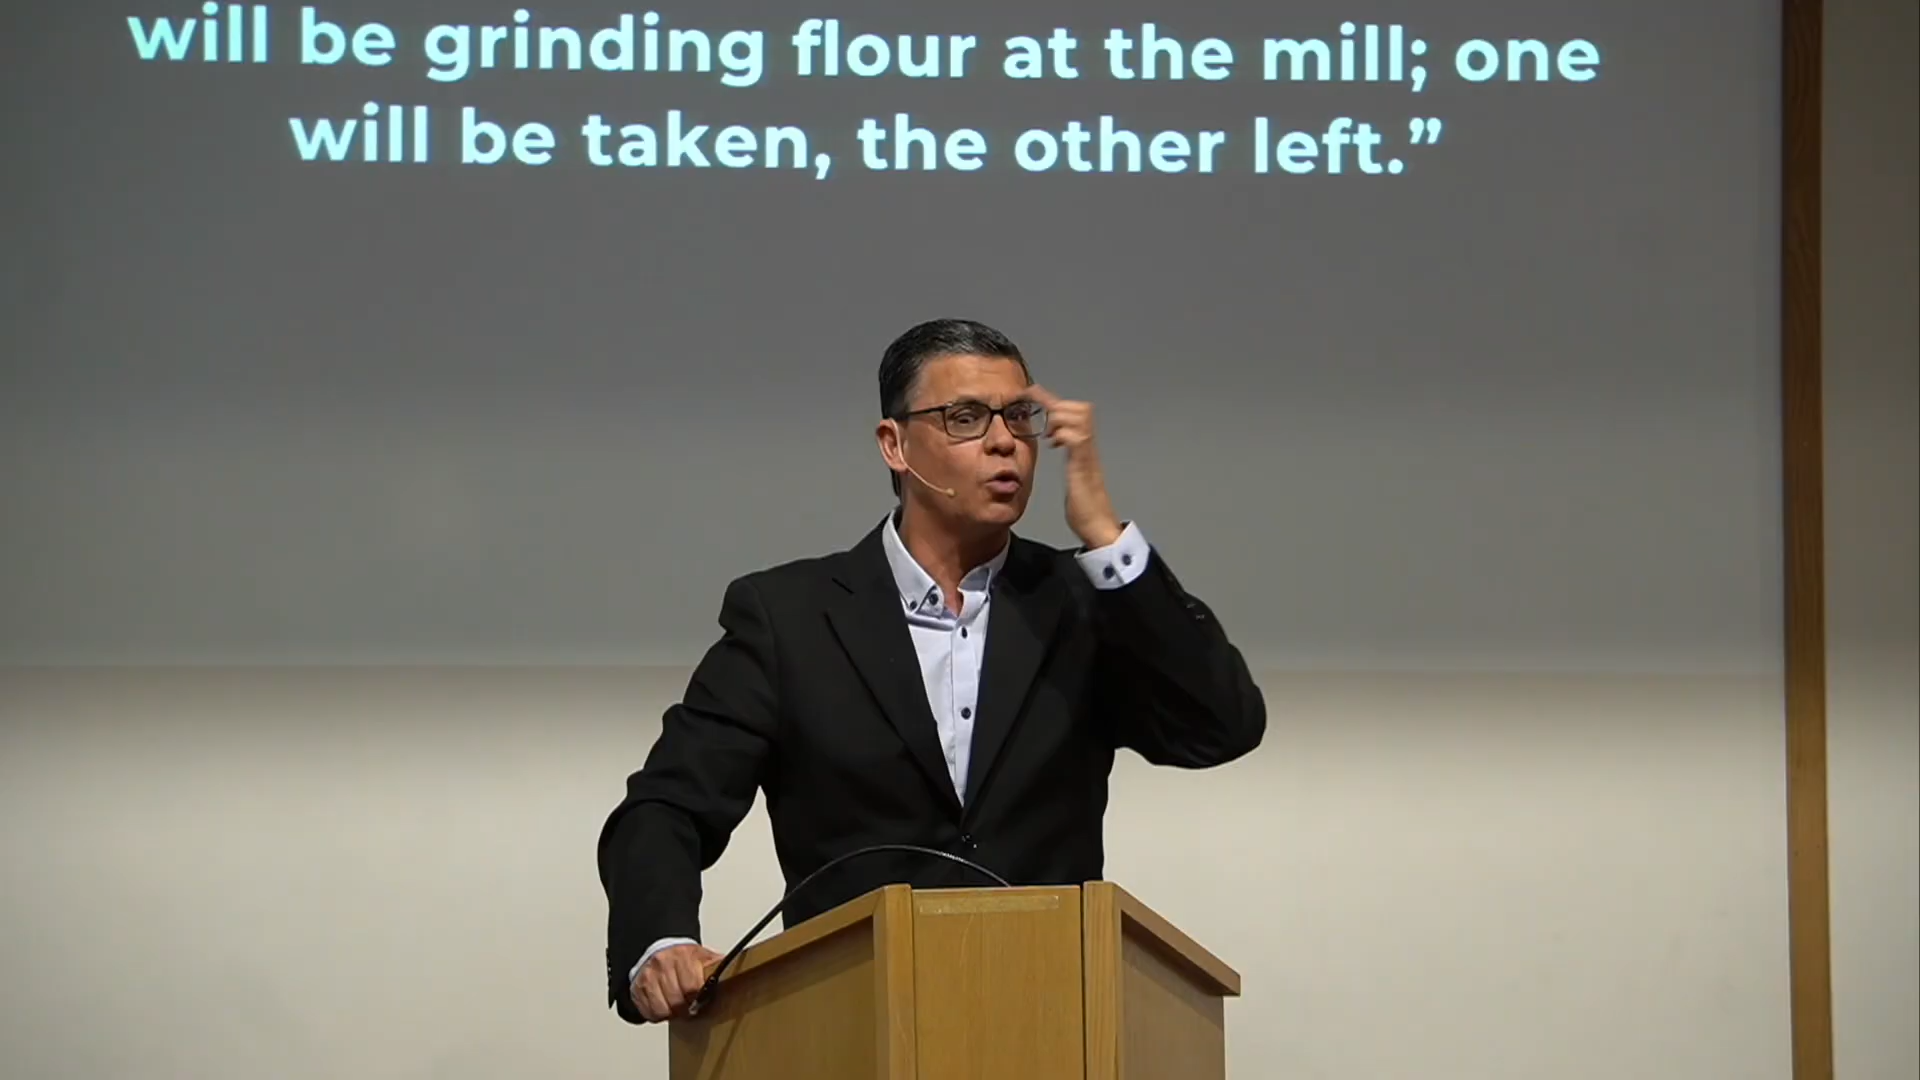 will be grinding flour at the mill; one
will be taken, the other left.”